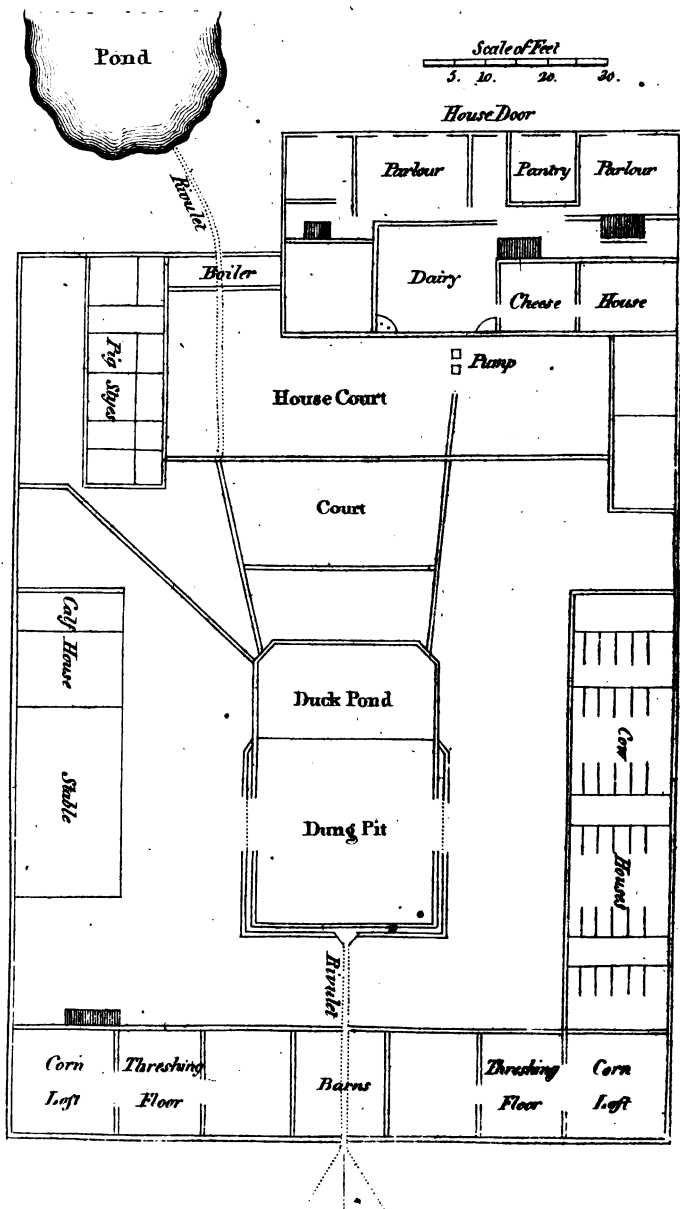 Scale of Feet
Pond
5. 10. 20. 30.
House Door
Parlour
Pantry
Parlour
Rivulet
Boiler
Dairy
Cheese
House
Pig Styes
Pump
House Court
Court
Calf House
Duck Pond
Cow Houses
Stable
Dung Pit
Rivulet
Corn
Loft
Threshing
Floor
Barns
Threshing
Floor
Corn
Loft